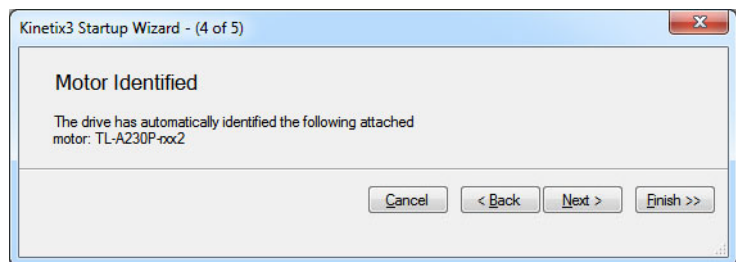 Kinetix3 Startup Wizard - (4 of 5)
Motor Identified
The drive has automatically identified the following attached
motor: TL-A230P-rxx2
Cancel
< Back
Next >
Finish >>